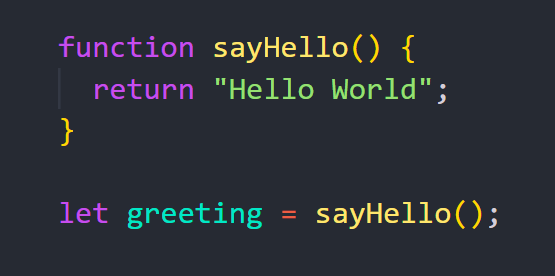 function sayHello() {
  return "Hello World";
}

let greeting = sayHello();